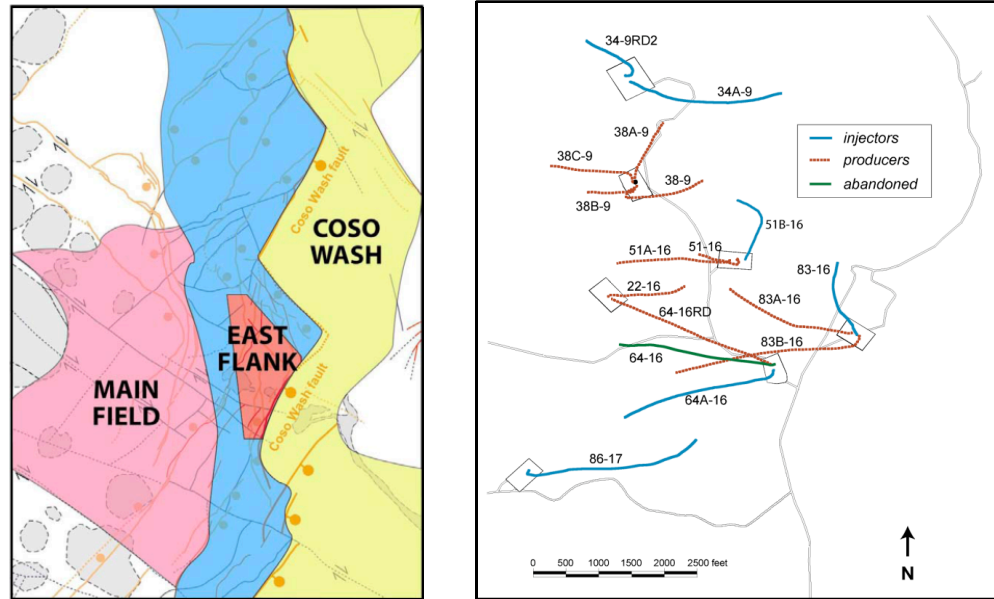 Coso Wash fault
COSO
WASH
EAST
FLANK
MAIN
FIELD
Coso Wash fault
34-9RD2
34A-9
38A-9
38C-9
38-9
38B-9
injectors
producers
abandoned
51B-16
51A-16
51-16
83-16
22-16
83A-16
64-16RD
83B-16
64-16
64A-16
86-17
0 500 1000 1500 2000 2500 feet
N